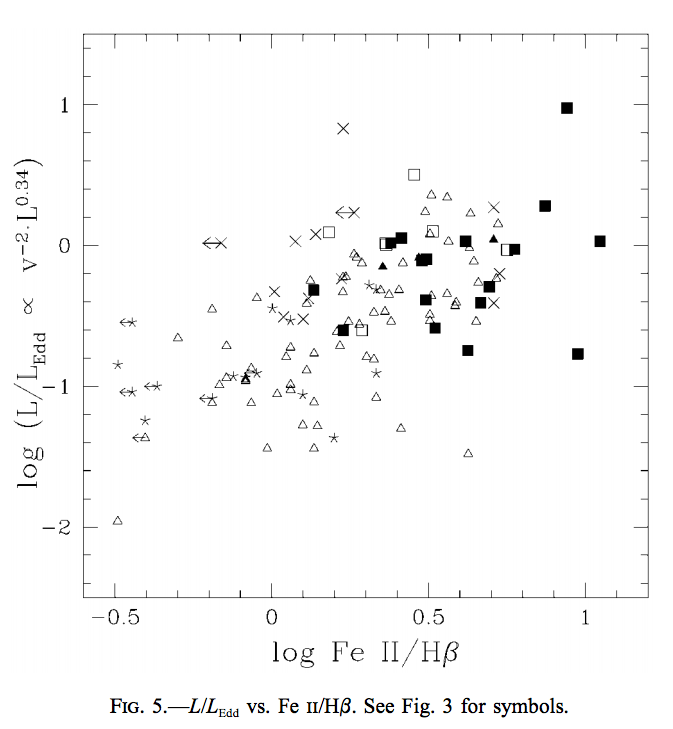 1
0
−1
−2
log (L/L_Edd ∝ v^−2. L^0.34)
−0.5
0
0.5
1
log Fe II/Hβ
FIG. 5.—L/L_Edd vs. Fe II/Hβ. See Fig. 3 for symbols.